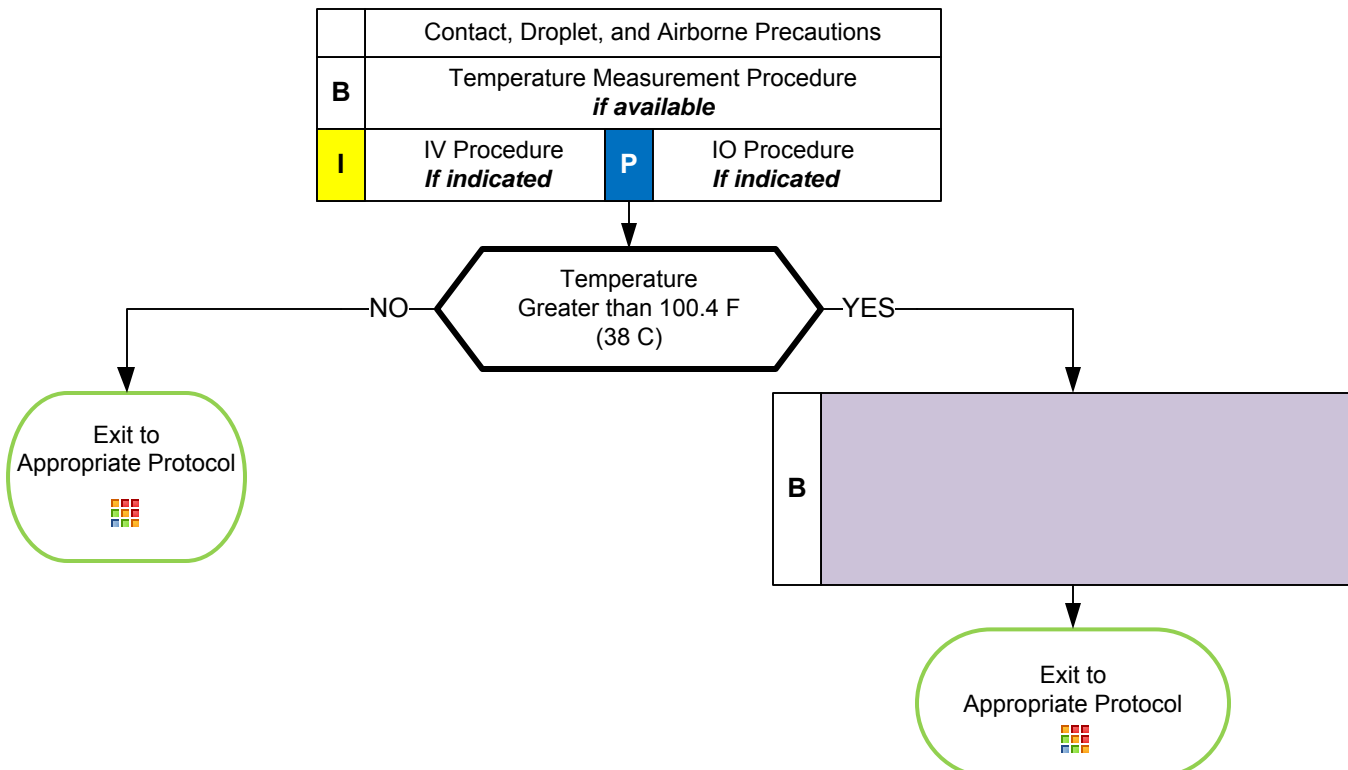 Contact, Droplet, and Airborne Precautions
B
Temperature Measurement Procedure
if available
I
IV Procedure
If indicated
P
IO Procedure
If indicated
Temperature
Greater than 100.4 F
(38 C)
NO
YES
Exit to
Appropriate Protocol
B
Exit to
Appropriate Protocol